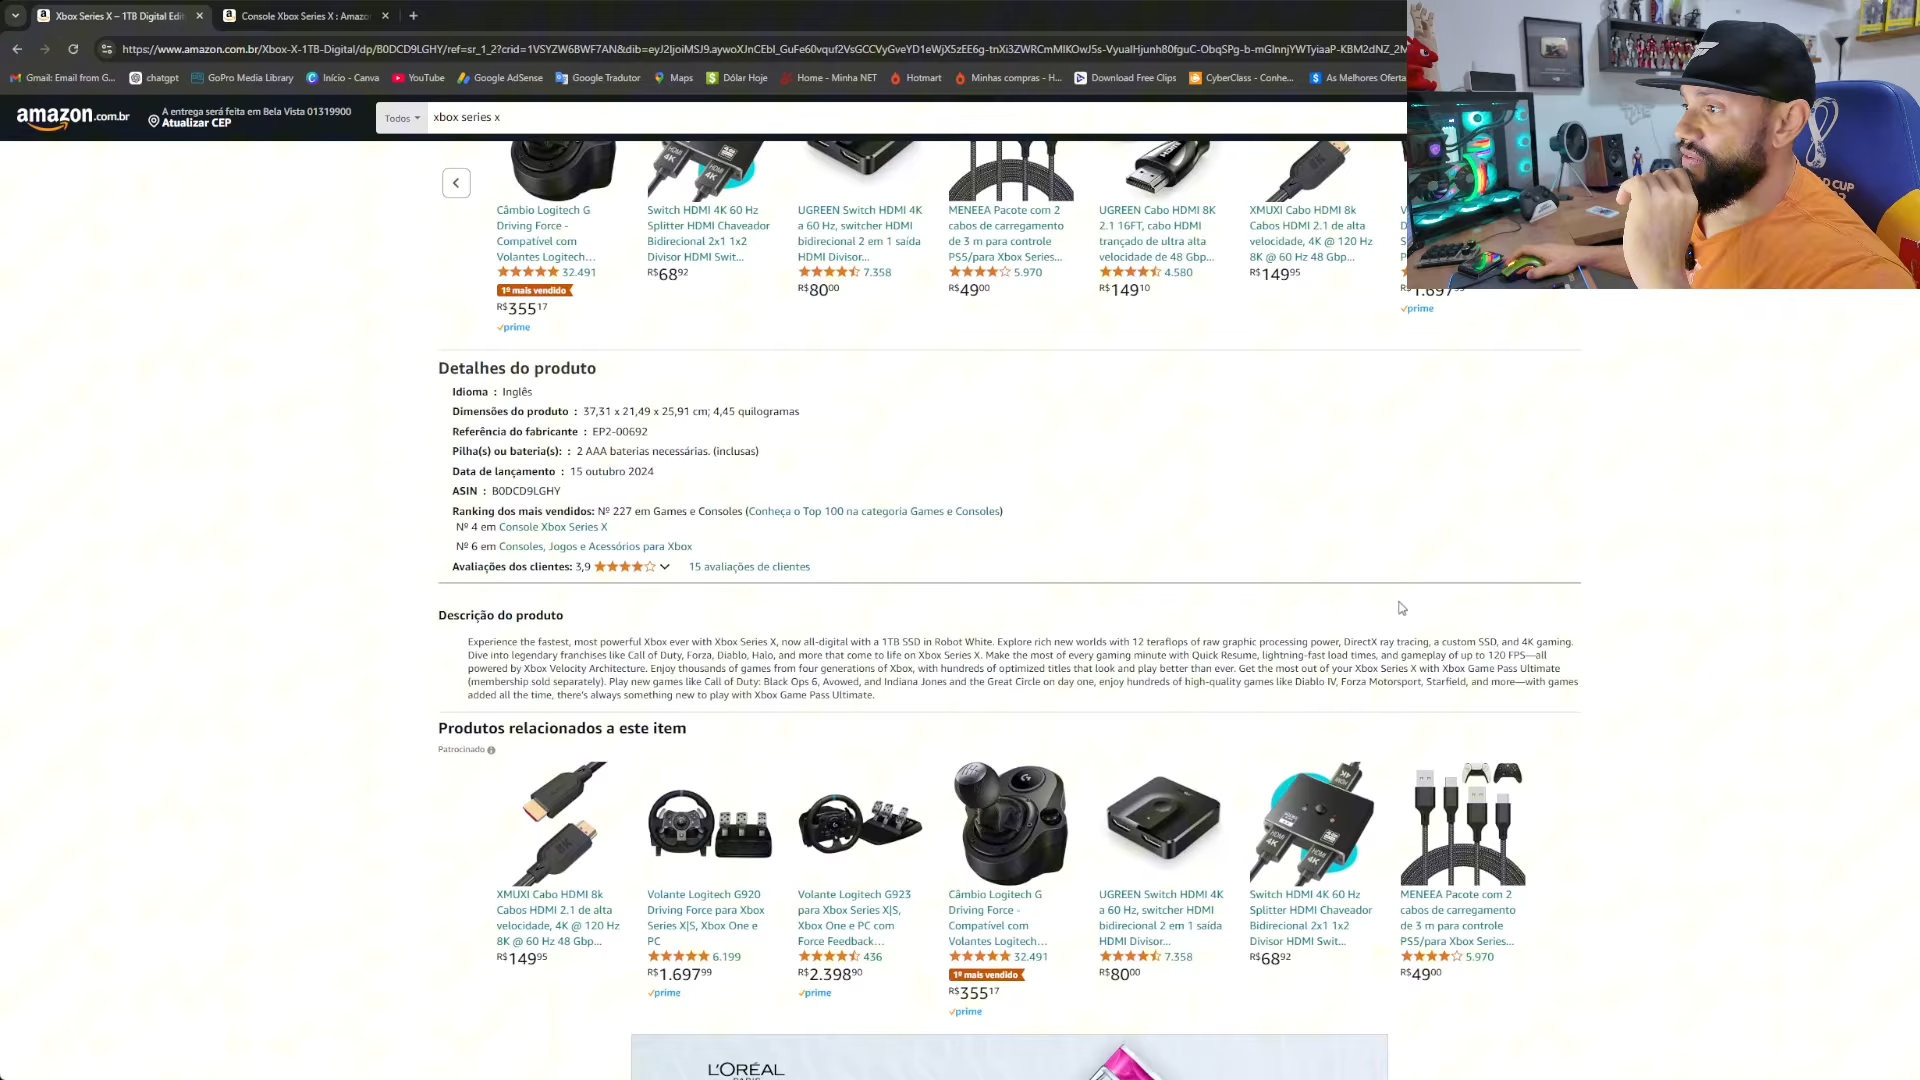 Xbox Series X – 1TB Digital Edit
Console Xbox Series X : Amazo
Gmail: Email from G...
chatgpt
GoPro Media Library
Início - Canva
YouTube
Google AdSense
Google Tradutor
Maps
Dólar Hoje
Home - Minha NET
Hotmart
Minhas compras - H...
Download Free Clips
CyberClass - Conhe...
As Melhores Oferta
amazon.com.br
A entrega será feita em Bela Vista 01319900
Atualizar CEP
Todos
xbox series x
Câmbio Logitech G
Driving Force -
Compatível com
Volantes Logitech...
32.491
1º mais vendido
R$355 17
prime
Switch HDMI 4K 60 Hz
Splitter HDMI Chaveador
Bidirecional 2x1 1x2
Divisor HDMI Swit...
R$68 92
UGREEN Switch HDMI 4K
a 60 Hz, switcher HDMI
bidirecional 2 em 1 saída
HDMI Divisor...
7.358
R$80 00
MENEEA Pacote com 2
cabos de carregamento
de 3 m para controle
PS5/para Xbox Series...
5.970
R$49 00
UGREEN Cabo HDMI 8K
2.1 16FT, cabo HDMI
trançado de ultra alta
velocidade de 48 Gbp...
4.580
R$149 10
XMUXI Cabo HDMI 8k
Cabos HDMI 2.1 de alta
velocidade, 4K @ 120 Hz
8K @ 60 Hz 48 Gbp...
R$149 95
prime
Detalhes do produto
Idioma : Inglês
Dimensões do produto : 37,31 x 21,49 x 25,91 cm; 4,45 quilogramas
Referência do fabricante : EP2-00692
Pilha(s) ou bateria(s): : 2 AAA baterias necessárias. (inclusas)
Data de lançamento : 15 outubro 2024
ASIN : B0DCD9LGHY
Ranking dos mais vendidos: Nº 227 em Games e Consoles (Conheça o Top 100 na categoria Games e Consoles)
Nº 4 em Console Xbox Series X
Nº 6 em Consoles, Jogos e Acessórios para Xbox
Avaliações dos clientes: 3,9 15 avaliações de clientes
Descrição do produto
Experience the fastest, most powerful Xbox ever with Xbox Series X, now all-digital with a 1TB SSD in Robot White. Explore rich new worlds with 12 teraflops of raw graphic processing power, DirectX ray tracing, a custom SSD, and 4K gaming.
Dive into legendary franchises like Call of Duty, Forza, Diablo, Halo, and more that come to life on Xbox Series X. Make the most of every gaming minute with Quick Resume, lightning-fast load times, and gameplay of up to 120 FPS—all
powered by Xbox Velocity Architecture. Enjoy thousands of games from four generations of Xbox, with hundreds of optimized titles that look and play better than ever. Get the most out of your Xbox Series X with Xbox Game Pass Ultimate
(membership sold separately). Play new games like Call of Duty: Black Ops 6, Avowed, and Indiana Jones and the Great Circle on day one, enjoy hundreds of high-quality games like Diablo IV, Forza Motorsport, Starfield, and more—with games
added all the time, there's always something new to play with Xbox Game Pass Ultimate.
Produtos relacionados a este item
Patrocinado
XMUXI Cabo HDMI 8k
Cabos HDMI 2.1 de alta
velocidade, 4K @ 120 Hz
8K @ 60 Hz 48 Gbp...
R$149 95
Volante Logitech G920
Driving Force para Xbox
Series X|S, Xbox One e
PC
6.199
R$1.697 99
prime
Volante Logitech G923
para Xbox Series X|S,
Xbox One e PC com
Force Feedback...
436
R$2.398 90
prime
Câmbio Logitech G
Driving Force -
Compatível com
Volantes Logitech...
32.491
1º mais vendido
R$355 17
prime
UGREEN Switch HDMI 4K
a 60 Hz, switcher HDMI
bidirecional 2 em 1 saída
HDMI Divisor...
7.358
R$80 00
Switch HDMI 4K 60 Hz
Splitter HDMI Chaveador
Bidirecional 2x1 1x2
Divisor HDMI Swit...
R$68 92
MENEEA Pacote com 2
cabos de carregamento
de 3 m para controle
PS5/para Xbox Series...
5.970
R$49 00
L'ORÉAL